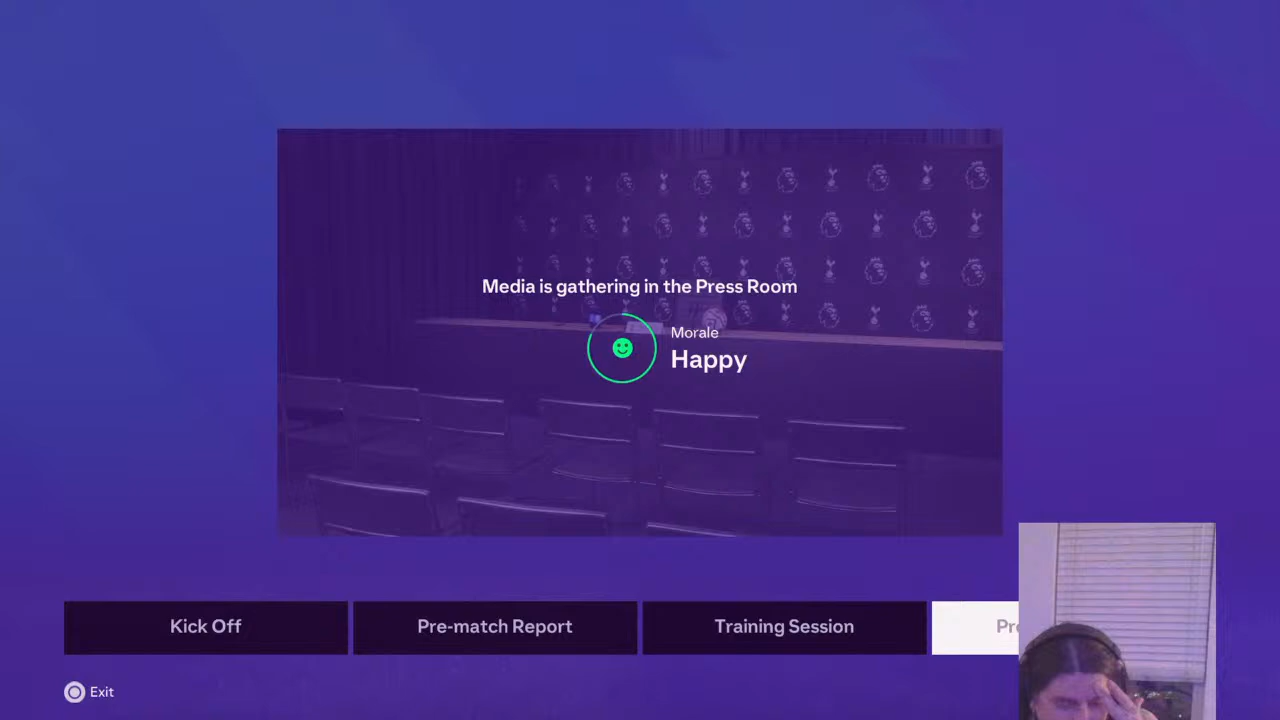 Media is gathering in the Press Room
Morale
Happy
Kick Off
Pre-match Report
Training Session
Exit